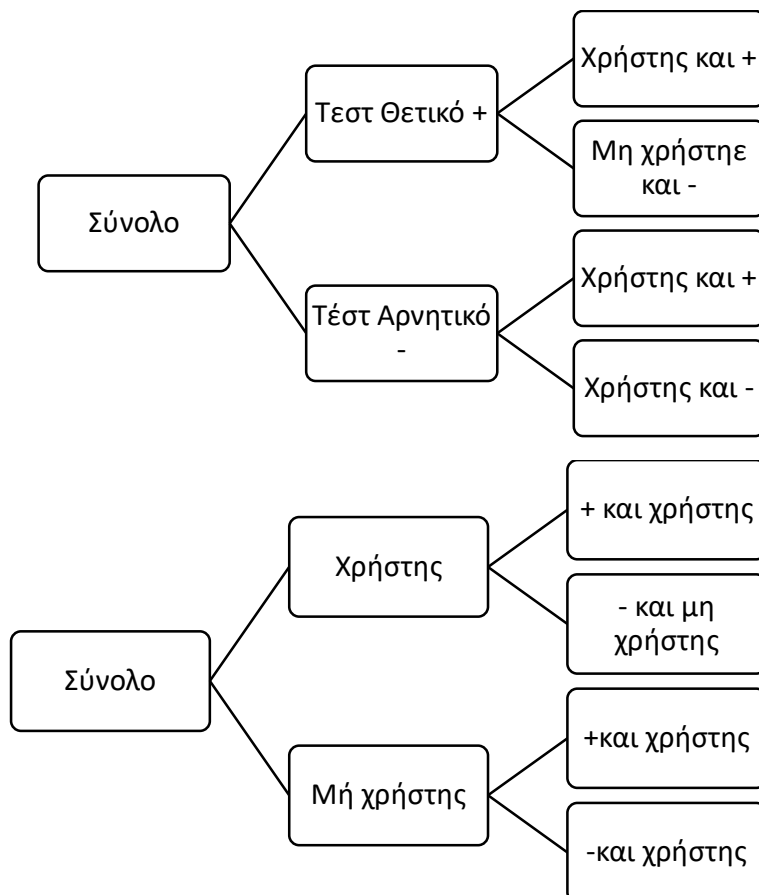 Χρήστης και +
Τεστ Θετικό +
Μη χρήστηε
και -
Σύνολο
Χρήστης και +
Τέστ Αρνητικό
-
Χρήστης και -
+ και χρήστης
Χρήστης
- και μη
χρήστης
Σύνολο
+και χρήστης
Μή χρήστης
-και χρήστης